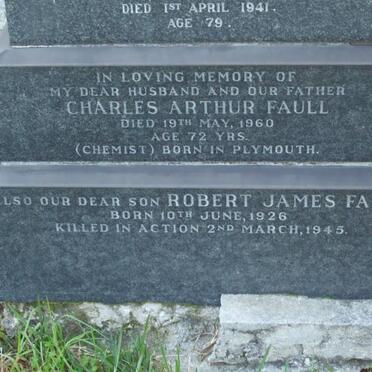 DIED 1ST APRIL 1941.
AGE 79.
IN LOVING MEMORY OF
MY DEAR HUSBAND AND OUR FATHER
CHARLES ARTHUR FAULL
DIED 19TH MAY, 1960
AGE 72 YRS.
(CHEMIST) BORN IN PLYMOUTH.
ALSO OUR DEAR SON ROBERT JAMES FA
BORN 10TH JUNE, 1926
KILLED IN ACTION 2ND MARCH, 1945.